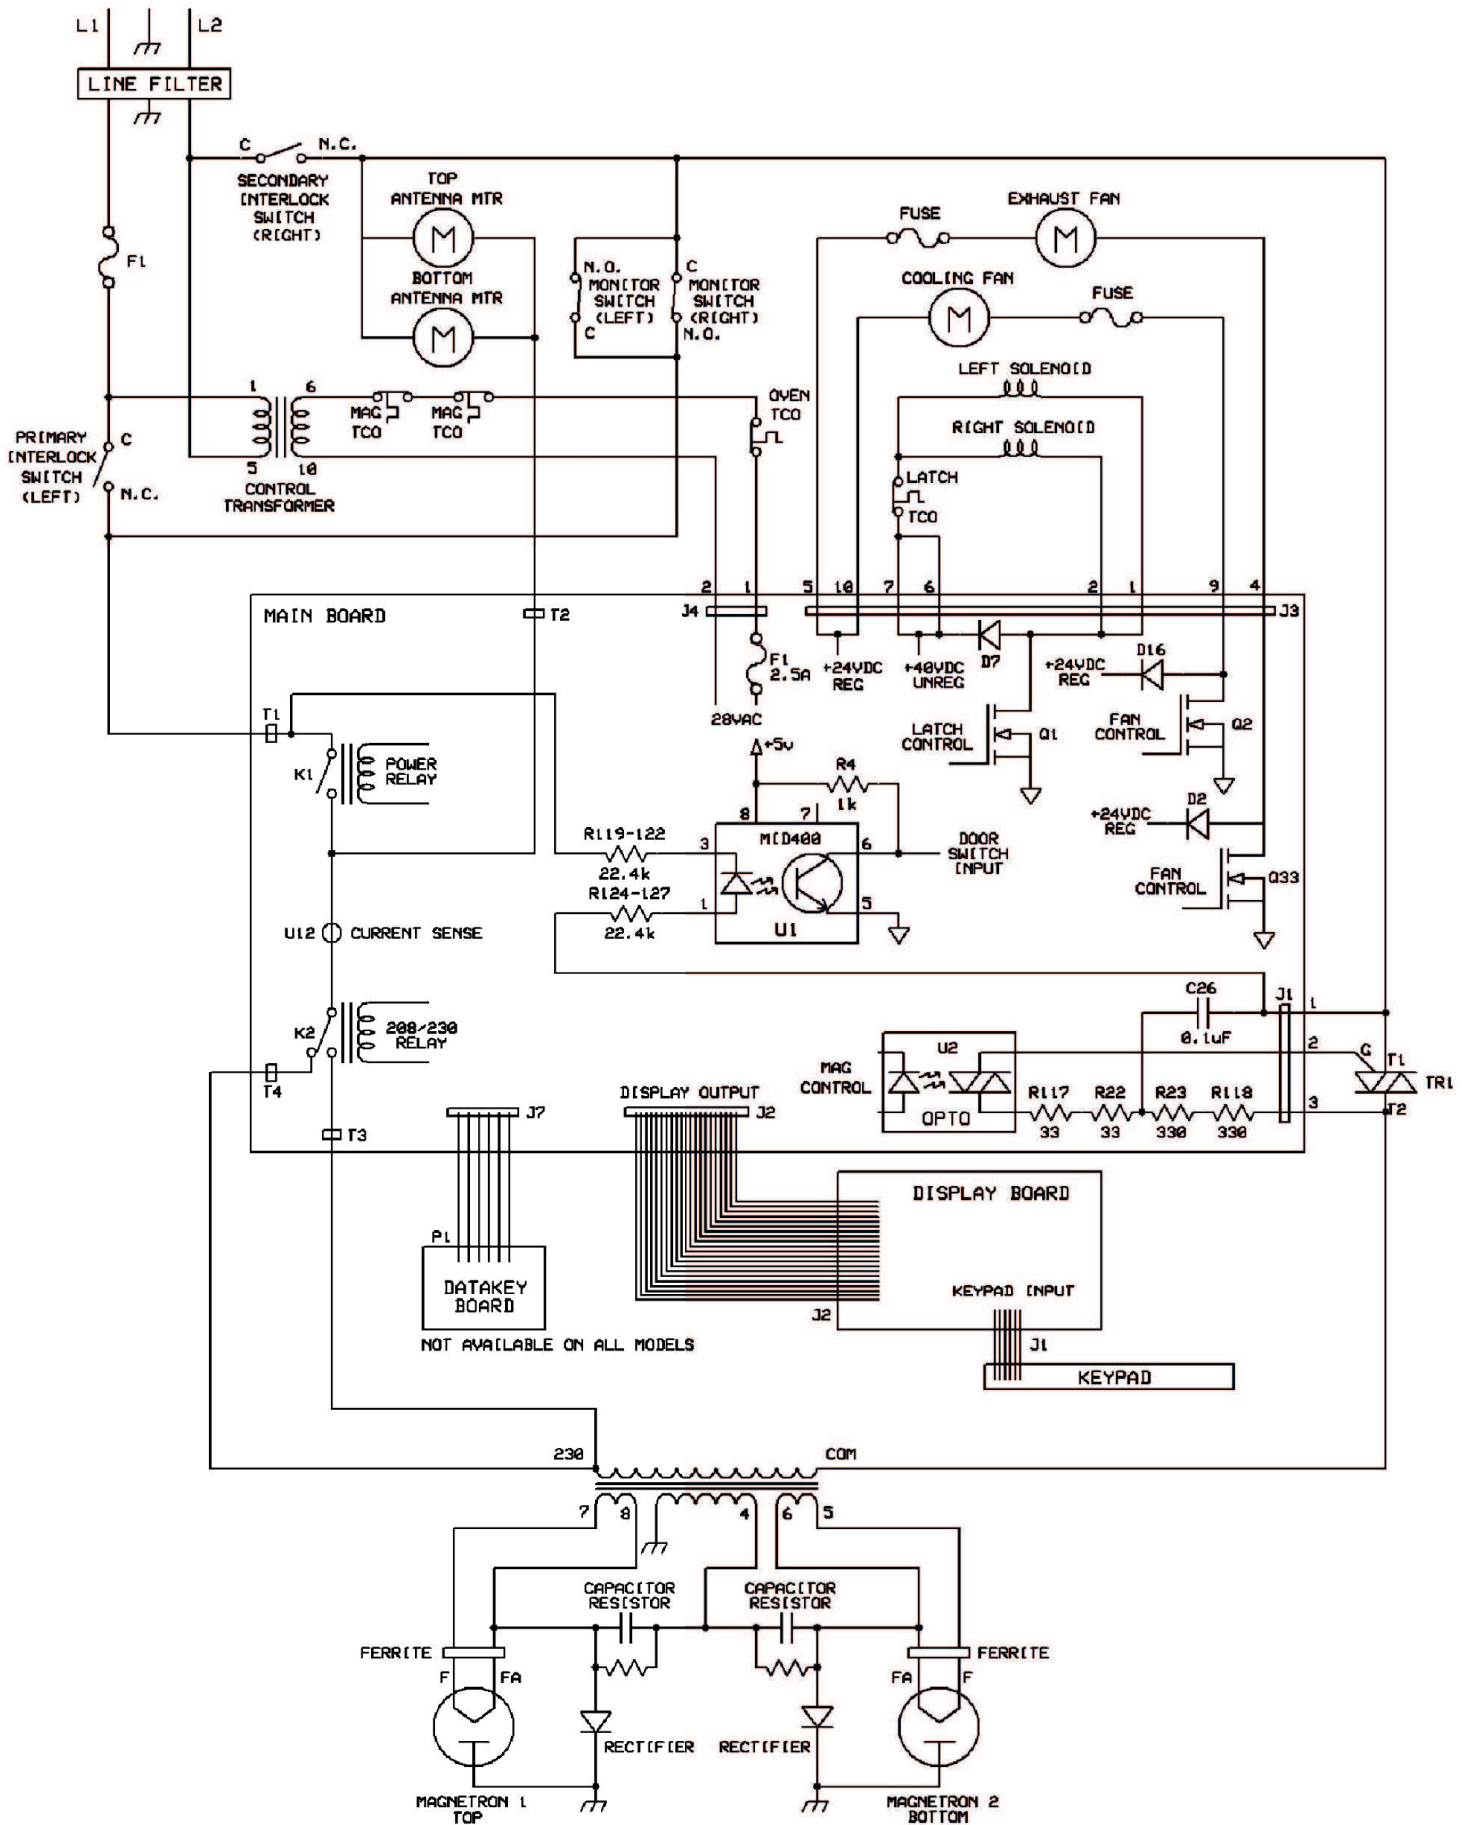 L1
L2
LINE FILTER
C
N.C.
SECONDARY
INTERLOCK
SWITCH
(RIGHT)
TOP
ANTENNA MTR
M
BOTTOM
ANTENNA MTR
M
F1
N.O.
MONITOR
SWITCH
(LEFT)
C
C
MONITOR
SWITCH
(RIGHT)
N.O.
FUSE
EXHAUST FAN
M
COOLING FAN
M
FUSE
LEFT SOLENOID
RIGHT SOLENOID
LATCH
TCO
PRIMARY
INTERLOCK
SWITCH
(LEFT)
C
N.C.
1
6
5
10
CONTROL
TRANSFORMER
MAG
TCO
MAG
TCO
OVEN
TCO
MAIN BOARD
T2
2
1
J4
5
10
7
6
2
1
9
4
J3
F1
2.5A
28VAC
+24VDC
REG
+40VDC
UNREG
D7
+24VDC
REG
D16
LATCH
CONTROL
Q1
FAN
CONTROL
Q2
+24VDC
REG
D2
FAN
CONTROL
Q33
T1
K1
POWER
RELAY
+5v
R4
1k
8
7
MID400
3
6
1
5
U1
R119-122
22.4k
R124-127
22.4k
DOOR
SWITCH
INPUT
U12
CURRENT SENSE
K2
208/230
RELAY
T4
T3
C26
0.1uF
J1
1
2
3
MAG
CONTROL
U2
OPTO
R117
33
R22
33
R23
330
R118
330
G
T1
TR1
T2
J7
DISPLAY OUTPUT
J2
P1
DATAKEY
BOARD
NOT AVAILABLE ON ALL MODELS
DISPLAY BOARD
KEYPAD INPUT
J2
J1
KEYPAD
230
COM
7
8
4
6
5
CAPACITOR
RESISTOR
CAPACITOR
RESISTOR
FERRITE
F
FA
FERRITE
FA
F
RECTIFIER
RECTIFIER
MAGNETRON 1
TOP
MAGNETRON 2
BOTTOM